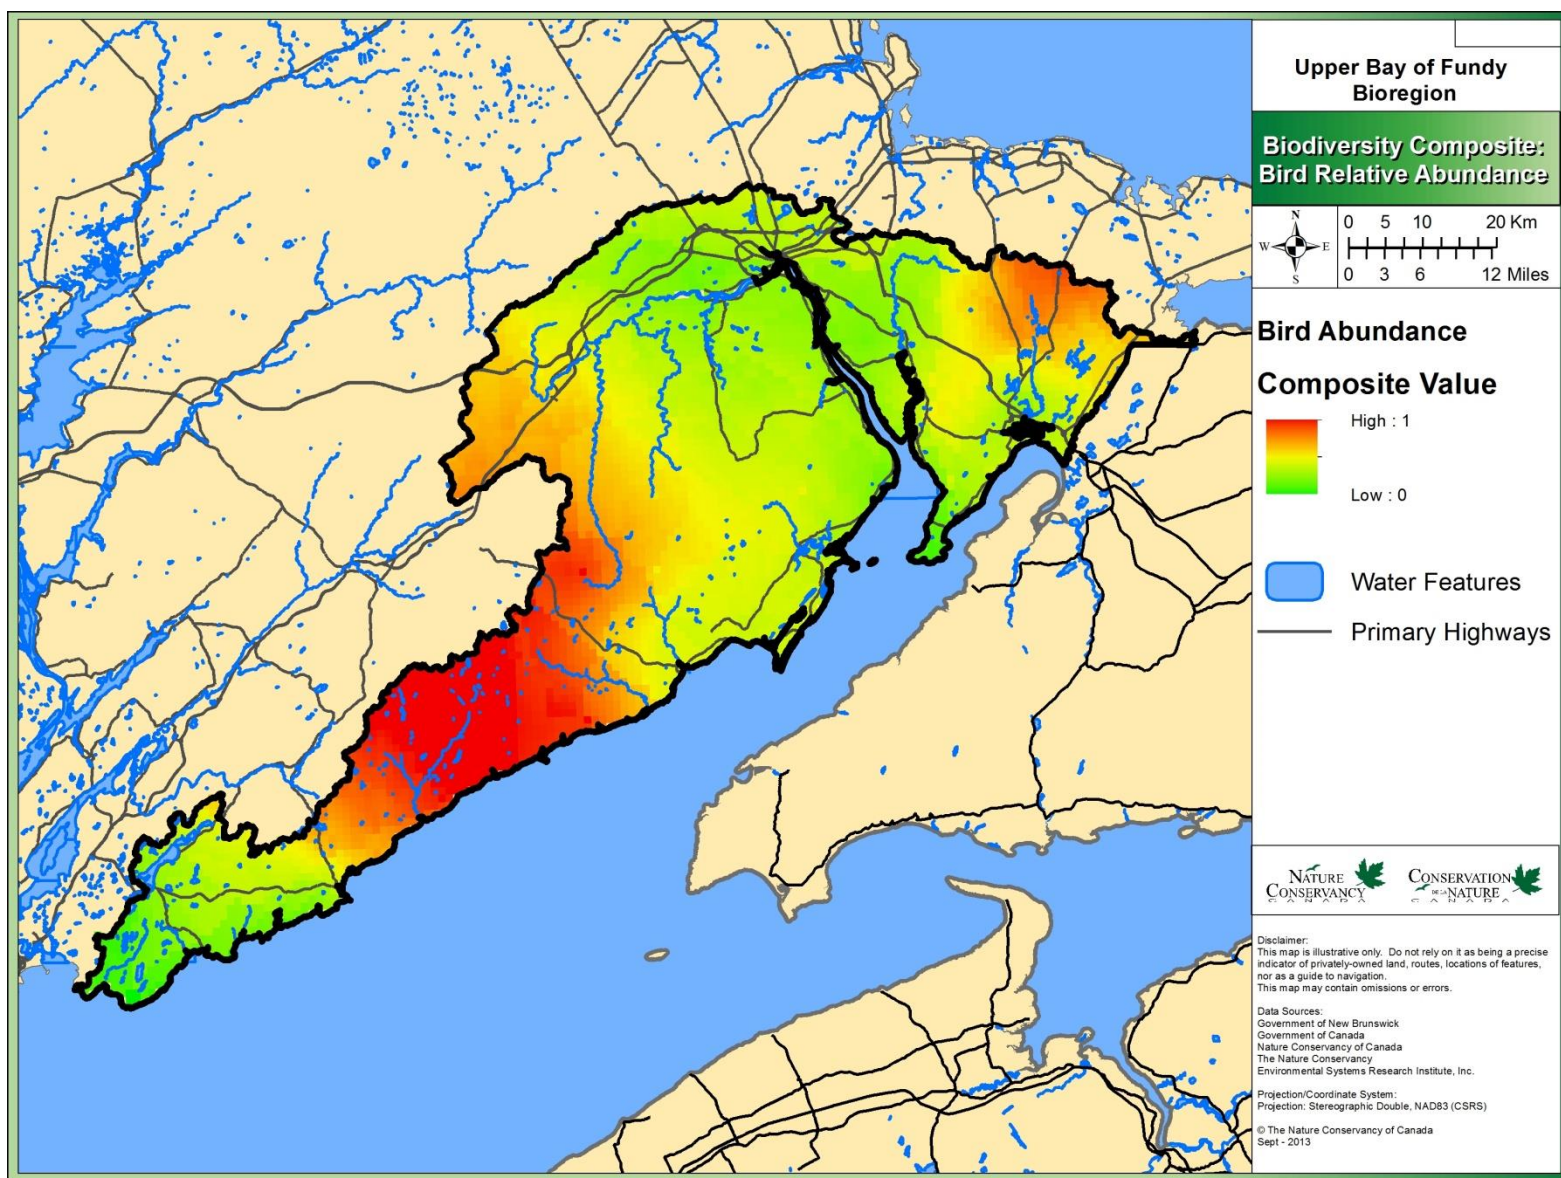 Upper Bay of Fundy
Bioregion
Biodiversity Composite:
Bird Relative Abundance
N
W E
S
0 5 10 20 Km
0 3 6 12 Miles
Bird Abundance
Composite Value
High : 1
Low : 0
Water Features
Primary Highways
NATURE
CONSERVANCY
CANADA
CONSERVATION
DE LA NATURE
CANADA
Disclaimer:
This map is illustrative only. Do not rely on it as being a precise
indicator of privately-owned land, routes, locations of features,
nor as a guide to navigation.
This map may contain omissions or errors.
Data Sources:
Government of New Brunswick
Government of Canada
Nature Conservancy of Canada
The Nature Conservancy
Environmental Systems Research Institute, Inc.
Projection/Coordinate System:
Projection: Stereographic Double, NAD83 (CSRS)
© The Nature Conservancy of Canada
Sept - 2013